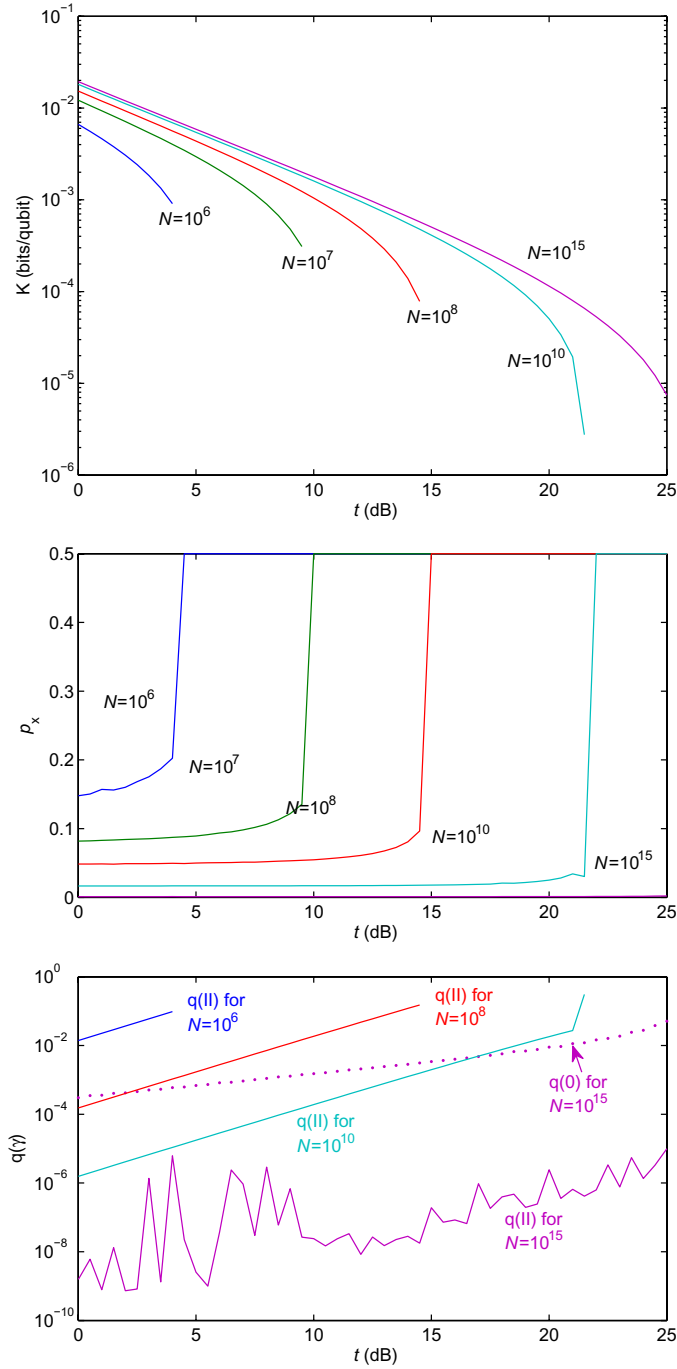 10^-1
10^-2
10^-3
10^-4
10^-5
10^-6
K (bits/qubit)
N=10^6
N=10^7
N=10^8
N=10^10
N=10^15
0 5 10 15 20 25
t (dB)
0.5
0.4
0.3
0.2
0.1
0
p_x
N=10^6
N=10^7
N=10^8
N=10^10
N=10^15
0 5 10 15 20 25
t (dB)
10^0
10^-2
10^-4
10^-6
10^-8
10^-10
q(γ)
q(II) for
N=10^6
q(II) for
N=10^8
q(0) for
N=10^15
q(II) for
N=10^10
q(II) for
N=10^15
0 5 10 15 20 25
t (dB)